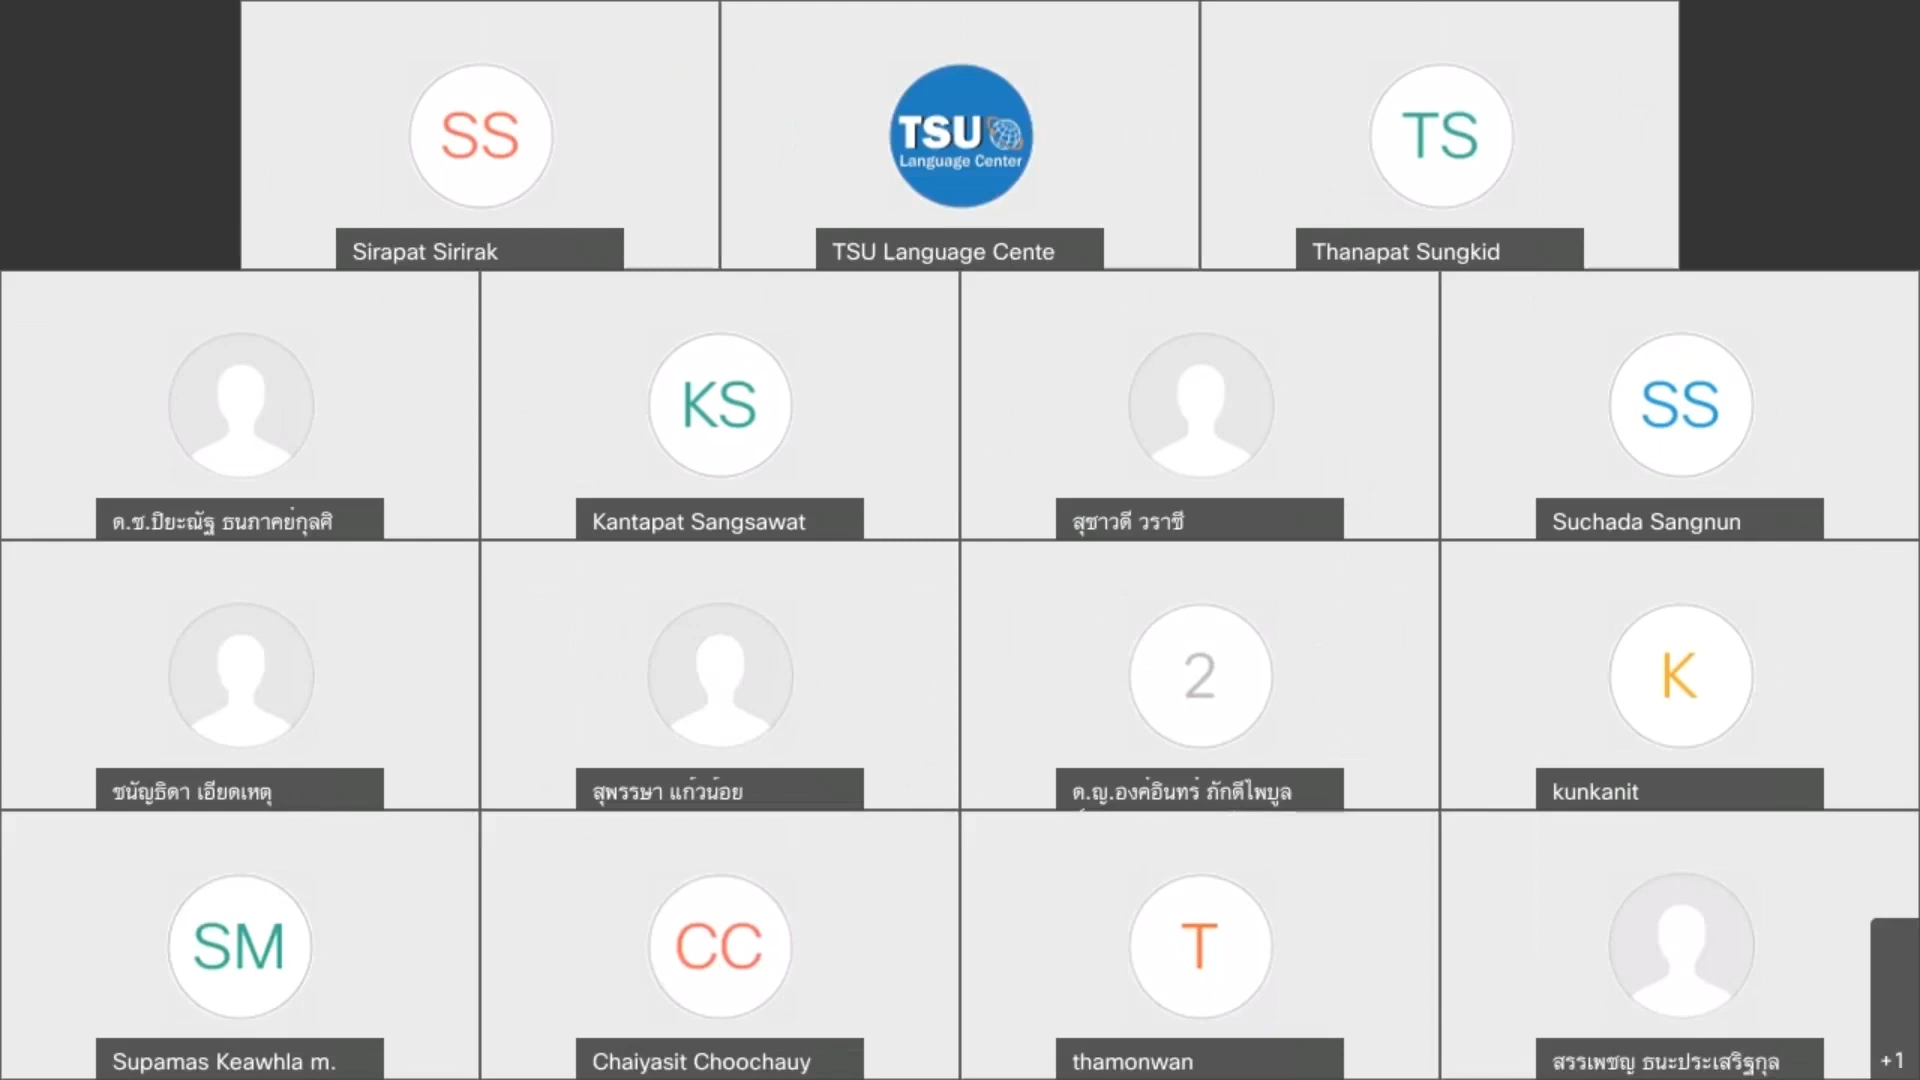 SS
TSU
Language Center
TS
Sirapat Sirirak
TSU Language Cente
Thanapat Sungkid
KS
SS
ด.ช.ปิยะณัฐ ธนภาคย์กุลศิ
Kantapat Sangsawat
สุชาวดี วราชี
Suchada Sangnun
2
K
ชนัญธิดา เอียดเหตุ
สุพรรษา แก้วน้อย
ด.ญ.องค์อินทร์ ภักดีไพบูล
kunkanit
SM
CC
T
Supamas Keawhla m.
Chaiyasit Choochauy
thamonwan
สรรเพชญ ธนะประเสริฐกุล
+1